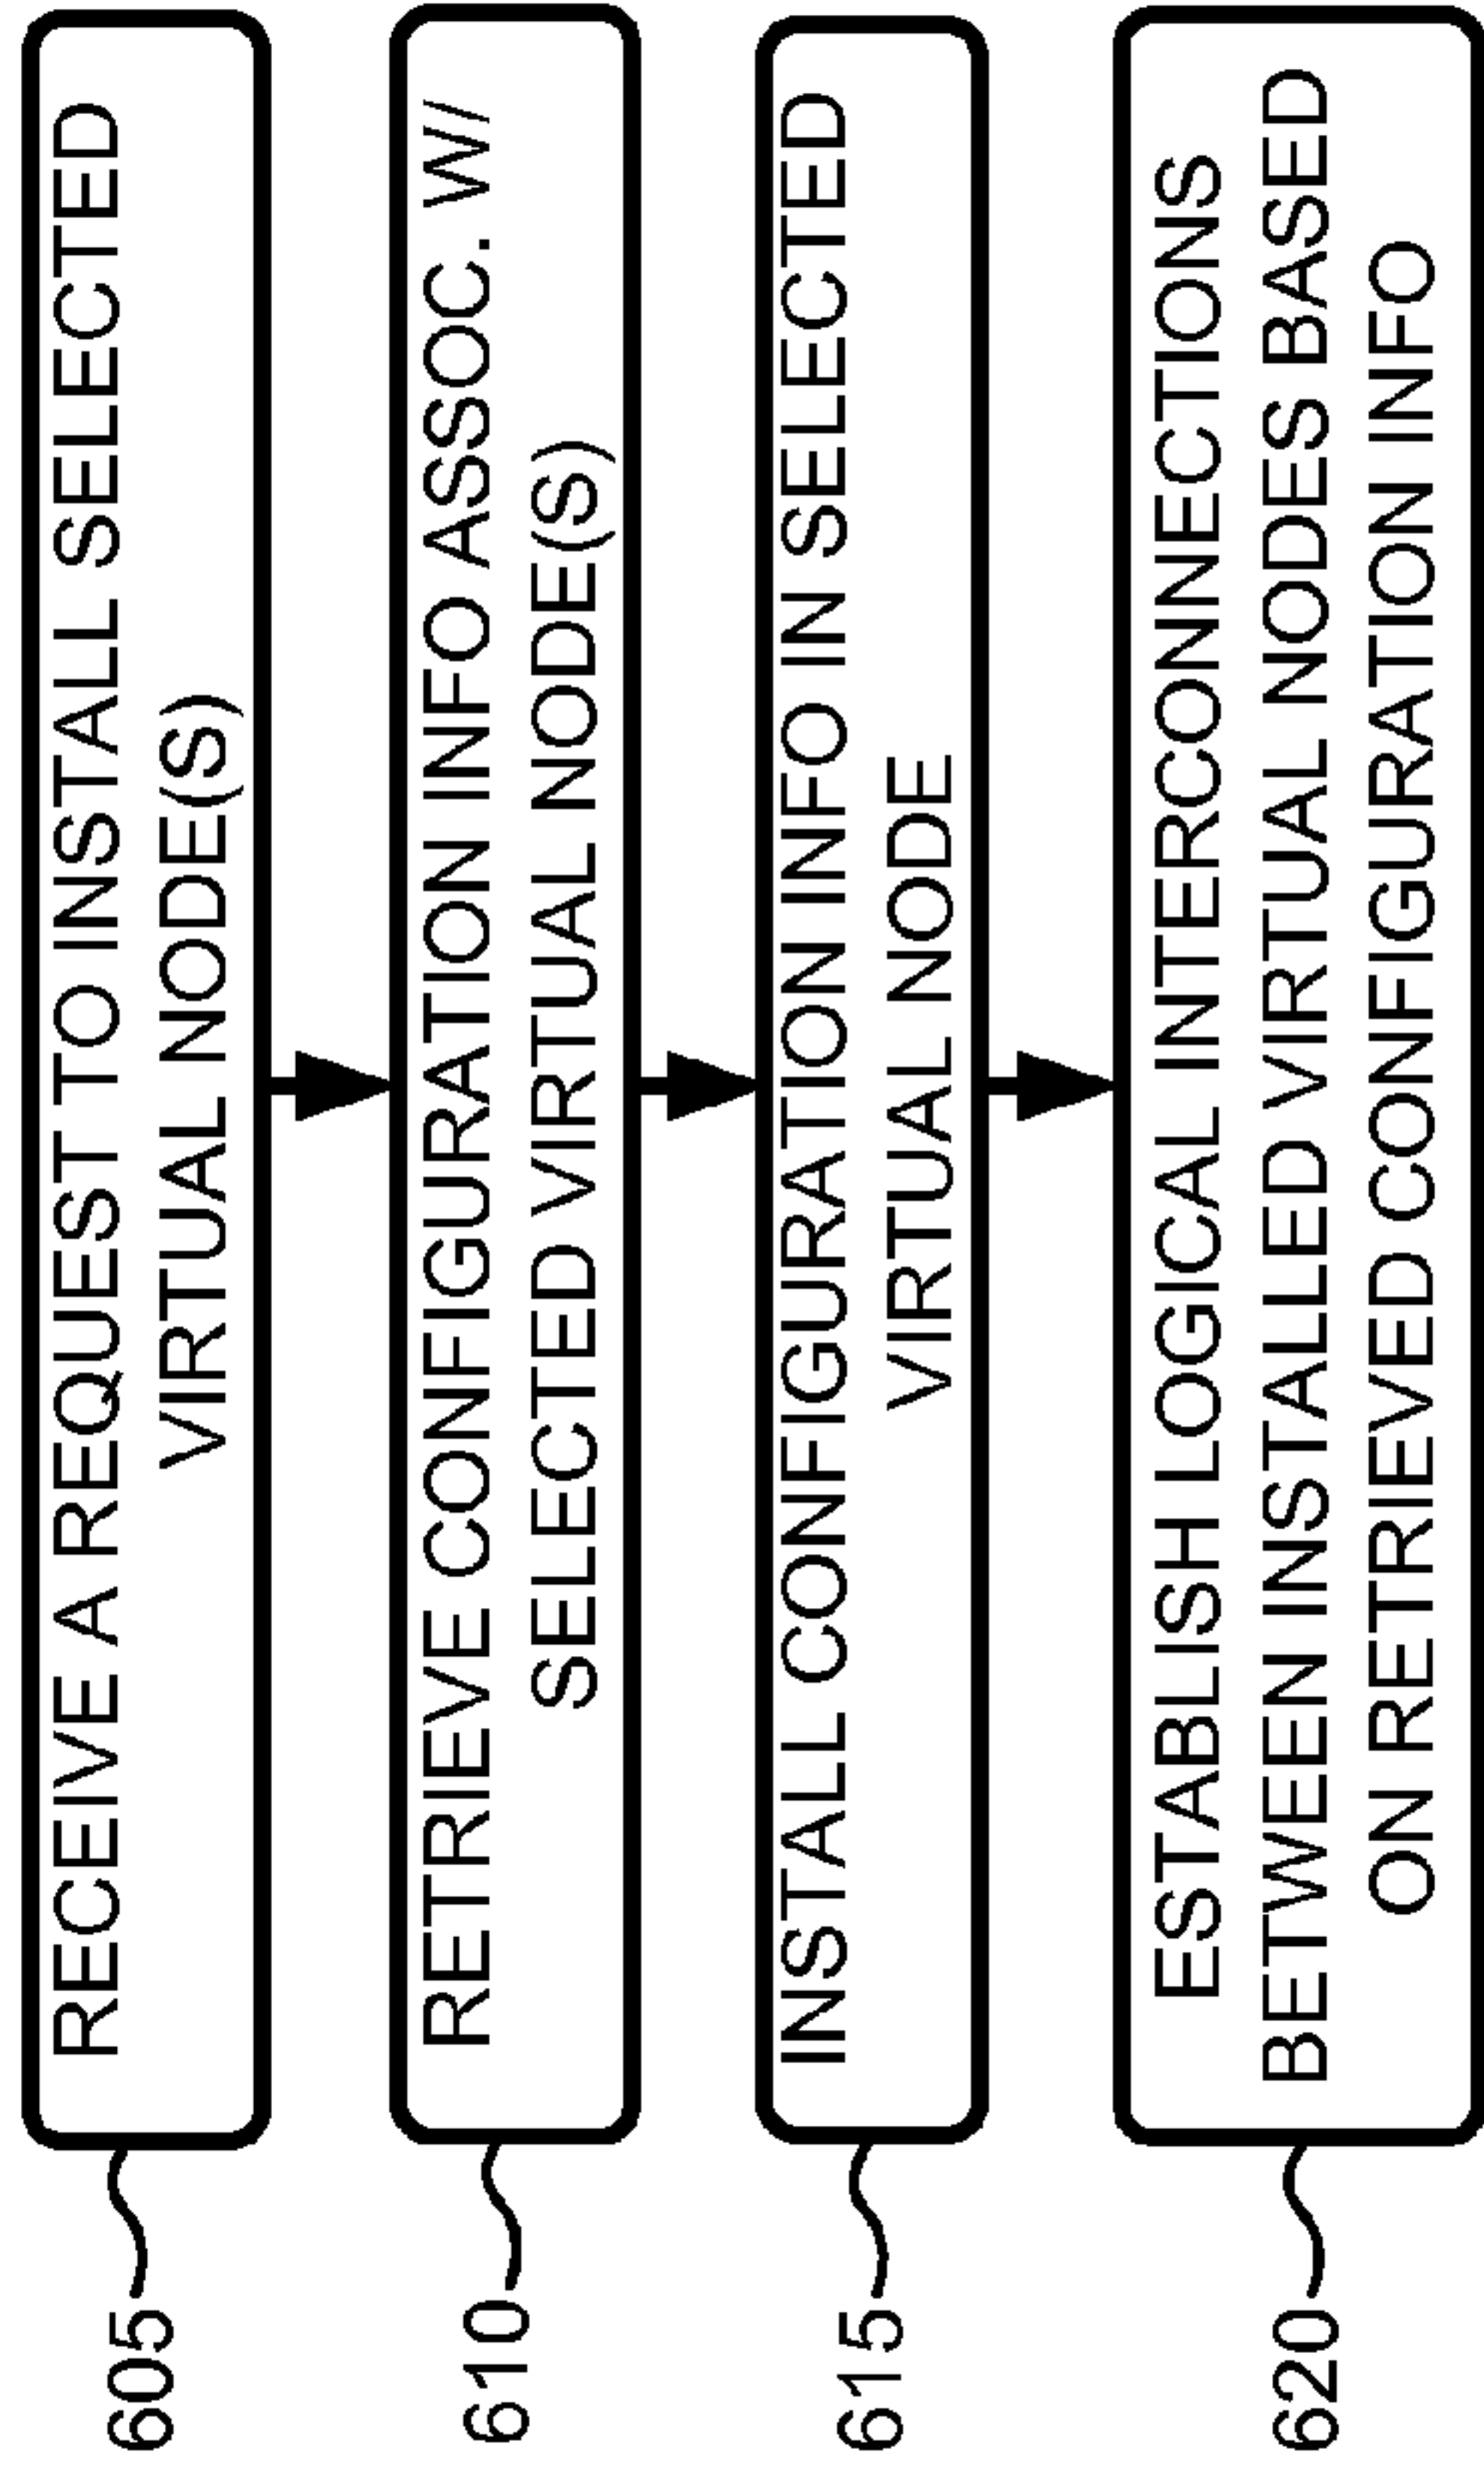 605
RECEIVE A REQUEST TO INSTALL SELECTED
VIRTUAL NODE(S)
610
RETRIEVE CONFIGURATION INFO ASSOC. W/
SELECTED VIRTUAL NODE(S)
615
INSTALL CONFIGURATION INFO IN SELECTED
VIRTUAL NODE
620
ESTABLISH LOGICAL INTERCONNECTIONS
BETWEEN INSTALLED VIRTUAL NODES BASED
ON RETRIEVED CONFIGURATION INFO